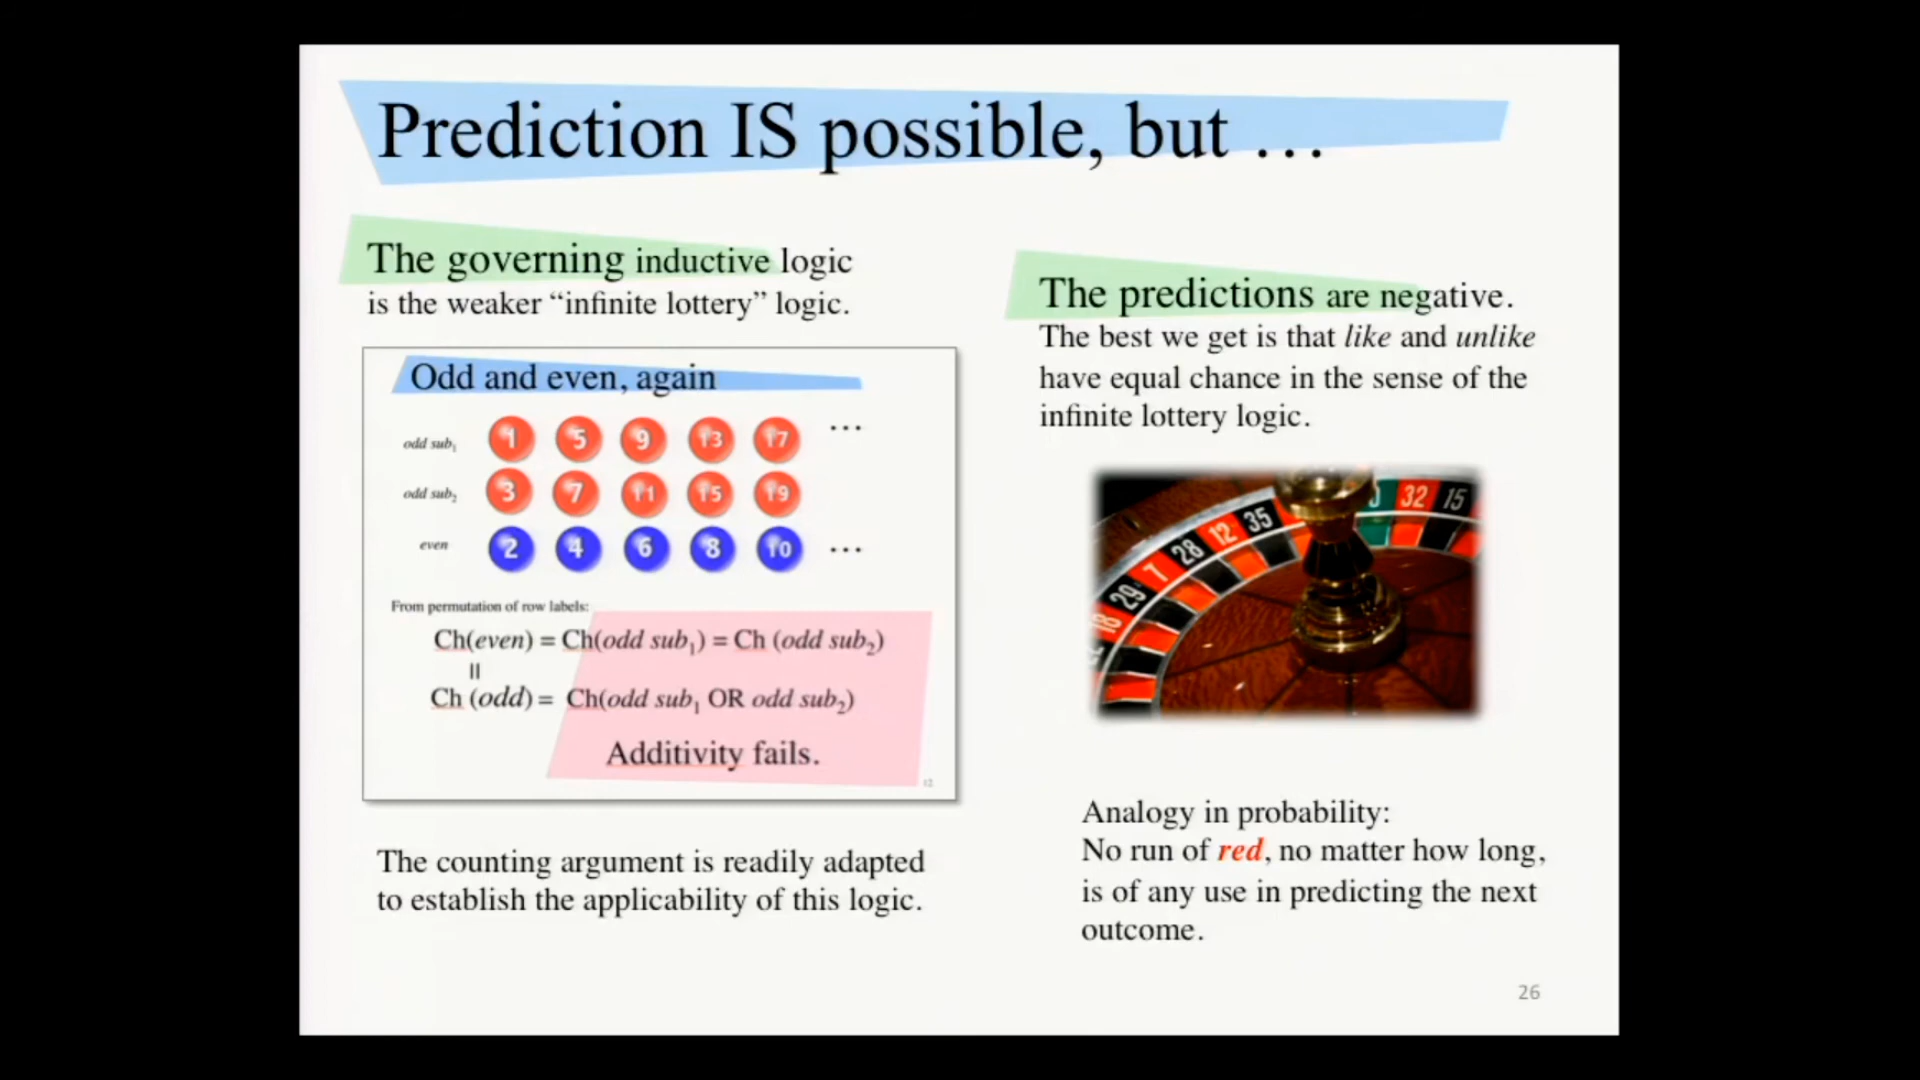 Prediction IS possible, but …
The governing inductive logic
is the weaker “infinite lottery” logic.
Odd and even, again
odd sub₁ 1 5 9 13 17 …
odd sub₂ 3 7 11 15 19
even 2 4 6 8 10 …
From permutation of row labels:
Ch(even) = Ch(odd sub₁) = Ch (odd sub₂)
=
Ch (odd) = Ch(odd sub₁ OR odd sub₂)
Additivity fails.
12
The counting argument is readily adapted
to establish the applicability of this logic.
The predictions are negative.
The best we get is that like and unlike
have equal chance in the sense of the
infinite lottery logic.
29 7 28 12 35 32 15
Analogy in probability:
No run of red, no matter how long,
is of any use in predicting the next
outcome.
26